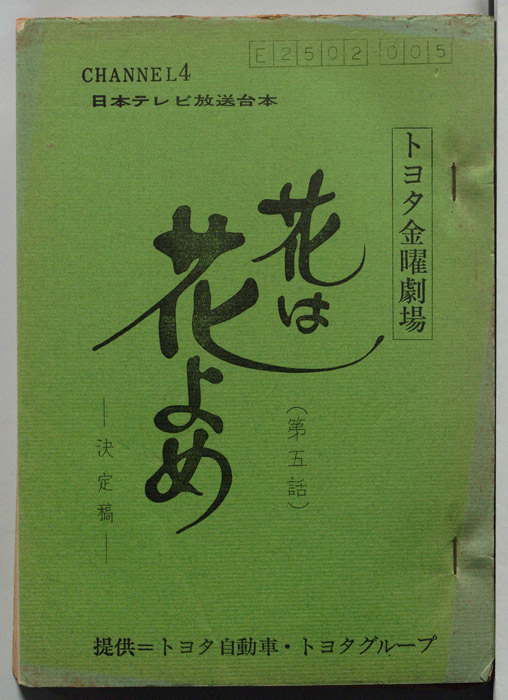 E2502 005
CHANNEL4
日本テレビ放送台本
トヨタ金曜劇場
花は
花よめ
(第五話)
―決定稿―
提供=トヨタ自動車・トヨタグループ